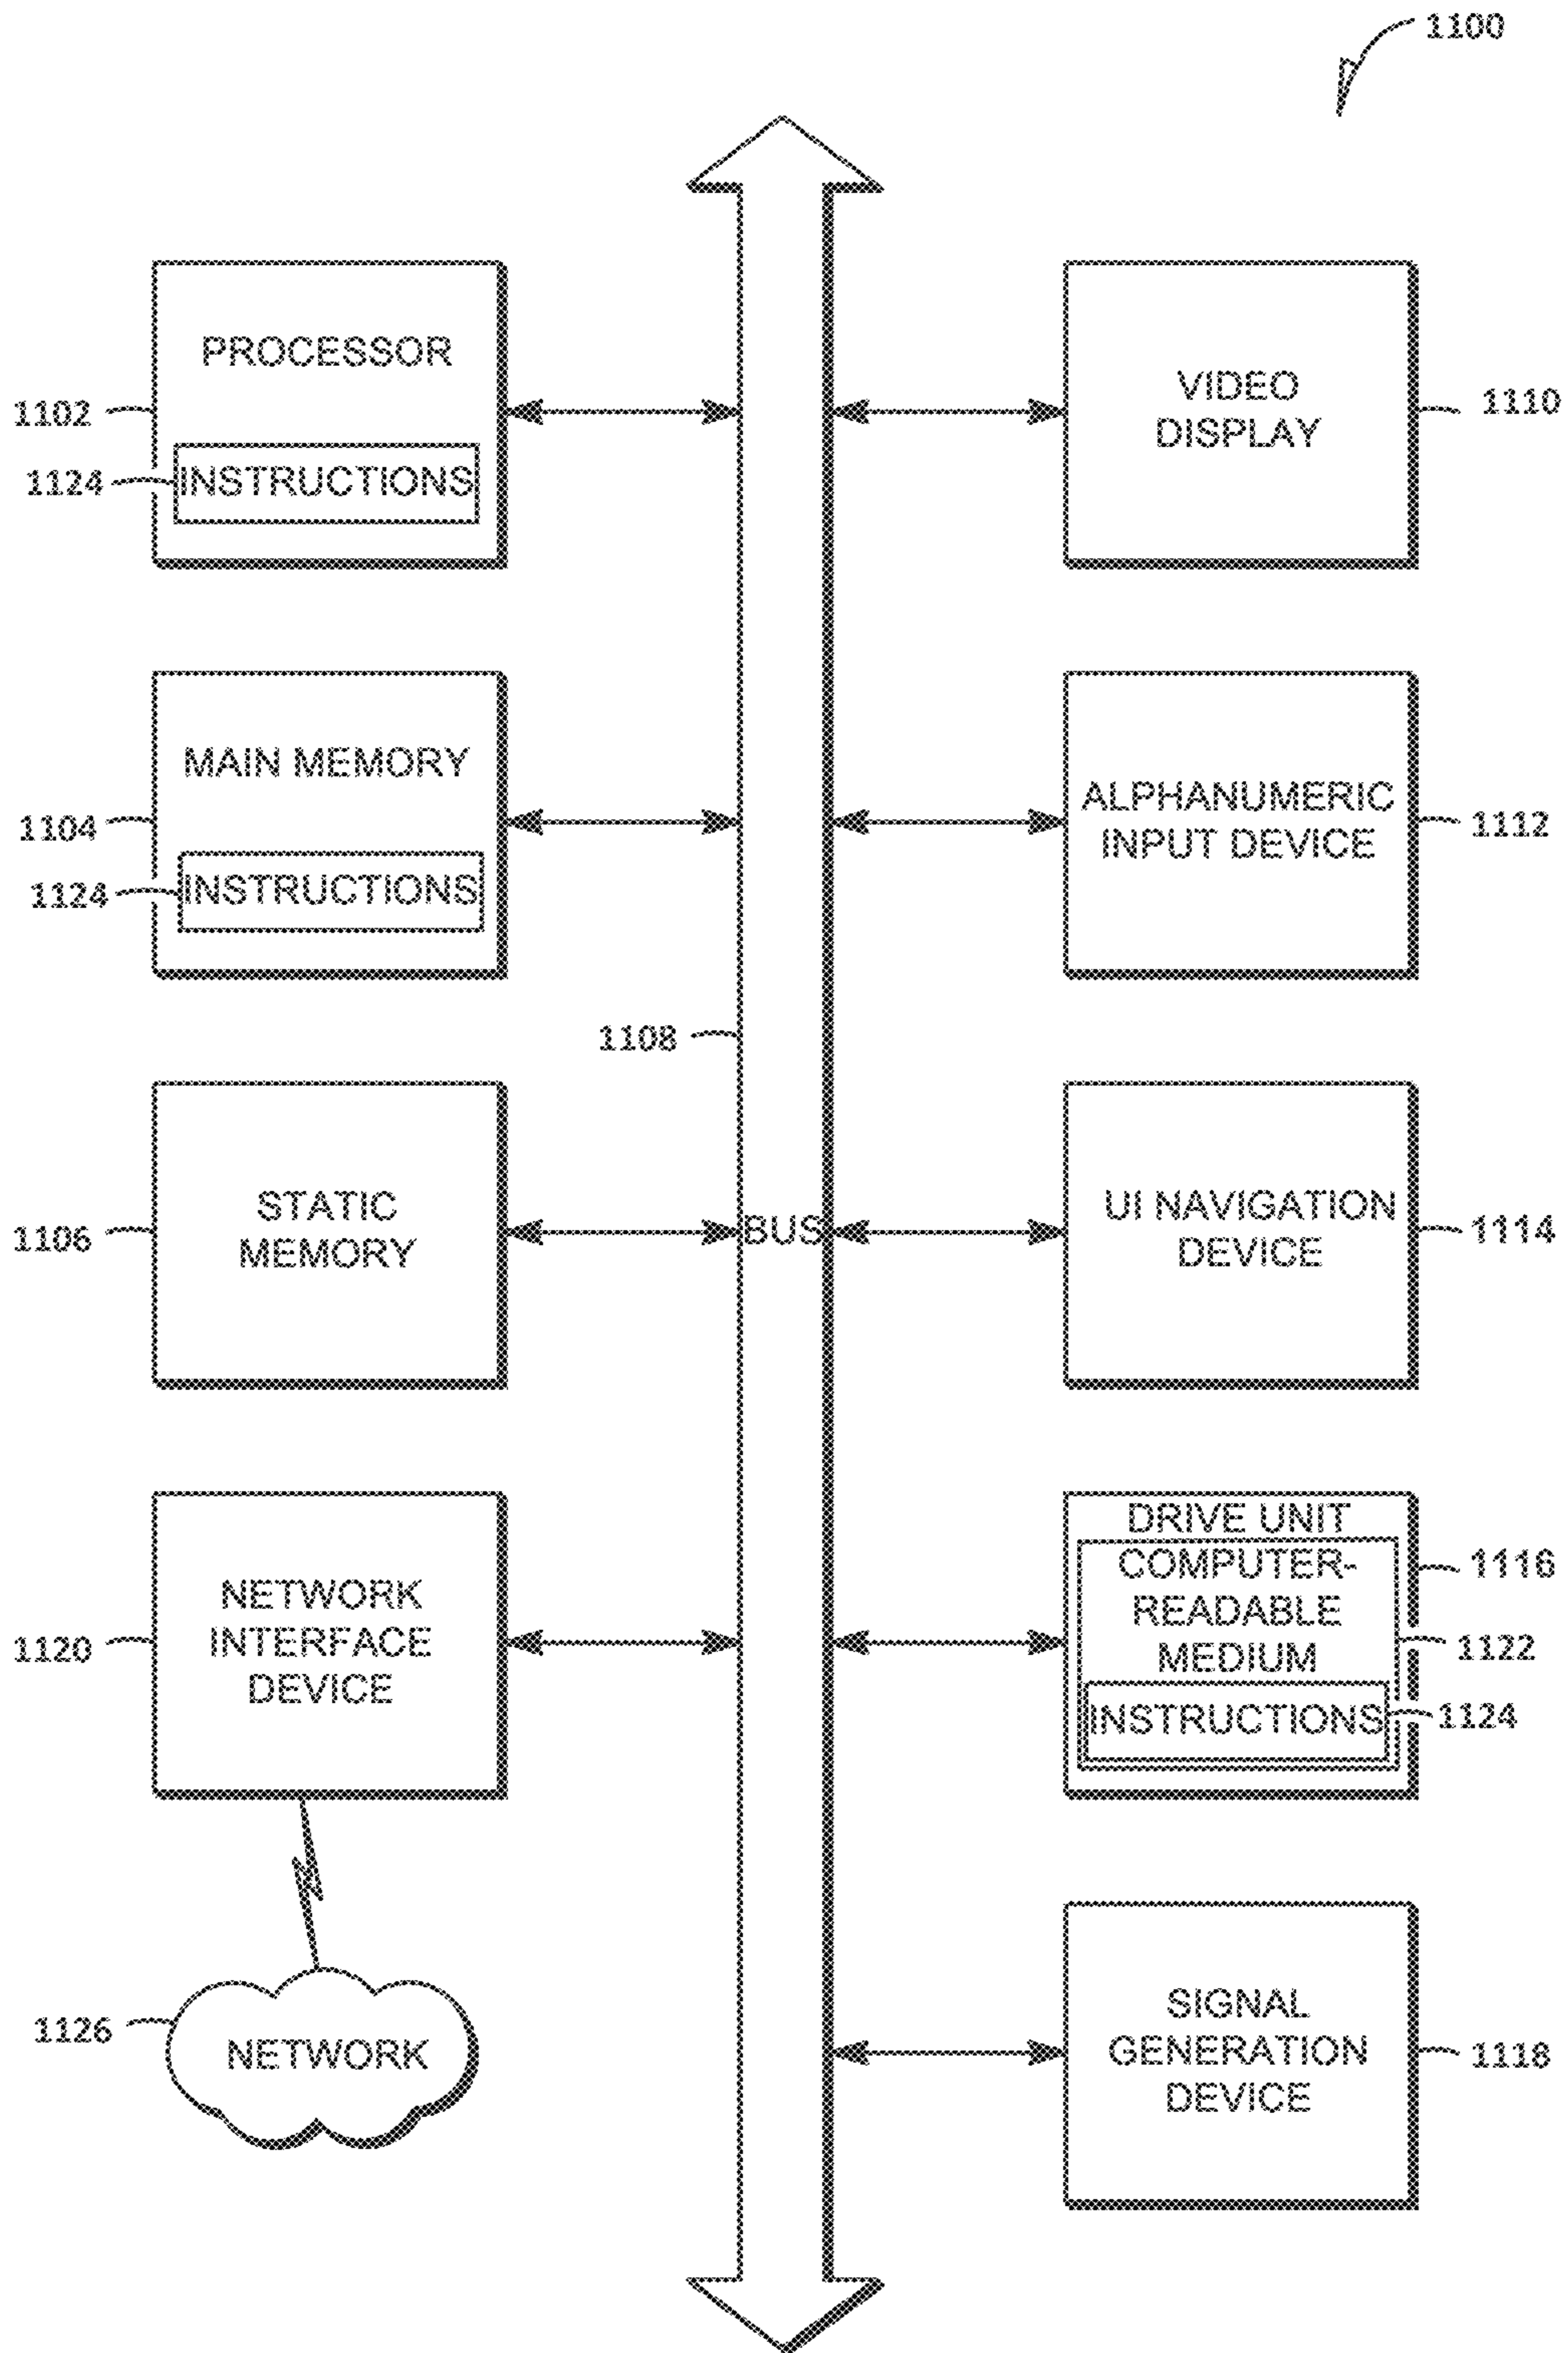 1100
PROCESSOR
1102
1124
INSTRUCTIONS
VIDEO
DISPLAY
1110
MAIN MEMORY
1104
1124
INSTRUCTIONS
ALPHANUMERIC
INPUT DEVICE
1112
1108
STATIC
MEMORY
1106
BUS
UI NAVIGATION
DEVICE
1114
NETWORK
INTERFACE
DEVICE
1120
DRIVE UNIT
COMPUTER-
READABLE
MEDIUM
INSTRUCTIONS
1116
1122
1124
1126
NETWORK
SIGNAL
GENERATION
DEVICE
1118